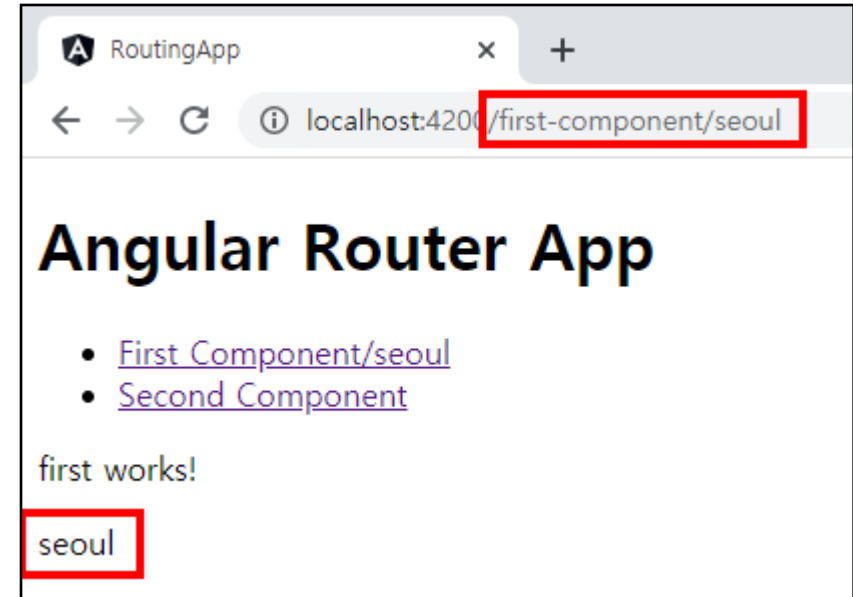 RoutingApp
localhost:4200/first-component/seoul
Angular Router App
First Component/seoul
Second Component
first works!
seoul